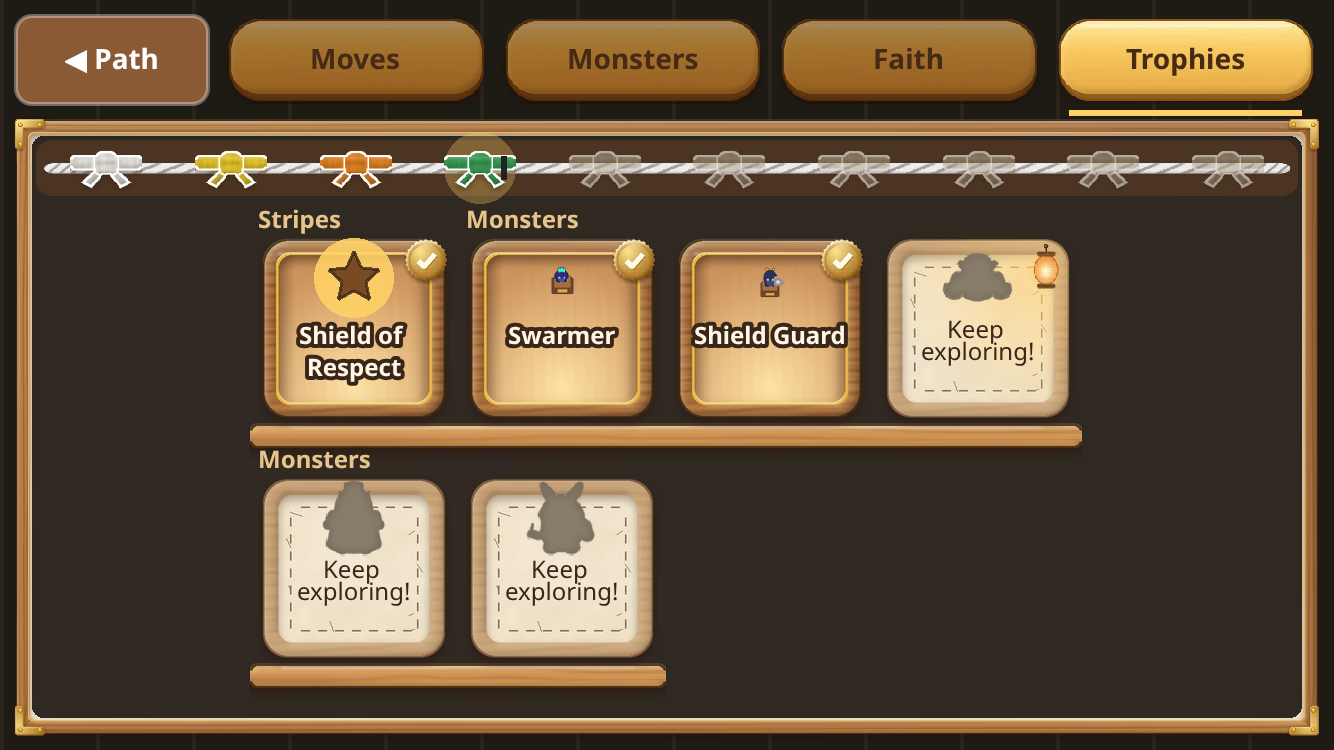 ◀ Path
Moves
Monsters
Faith
Trophies
Stripes
Monsters
Shield of
Respect
Swarmer
Shield Guard
Keep
exploring!
Monsters
Keep
exploring!
Keep
exploring!